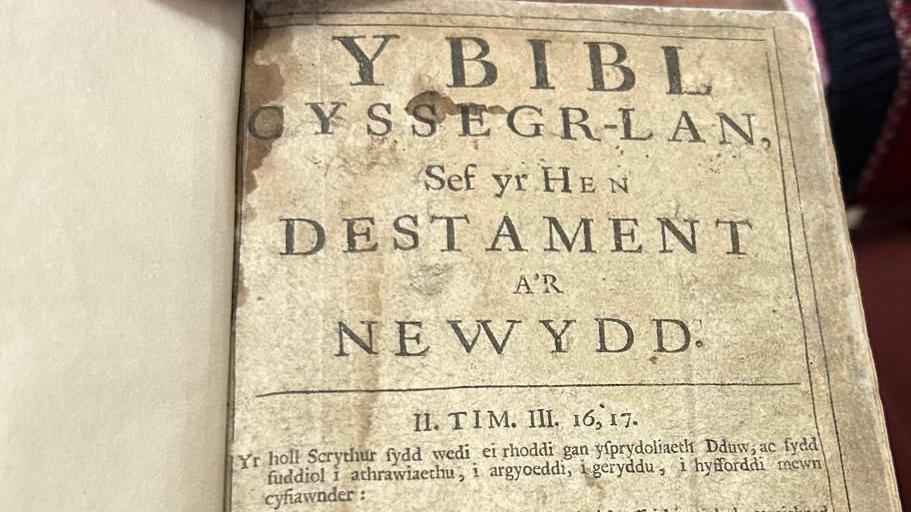 Y BIBL
CYSSEGR-LAN,
Sef yr HEN
DESTAMENT
A'R
NEWYDD.
II. TIM. III. 16, 17.
Yr holl Scrythur sydd wedi ei rhoddi gan ysprydoliaeth Dduw, ac sydd
fuddiol i athrawiaethu, i argyoeddi, i geryddu, i hyfforddi mewn
cyfiawnder: